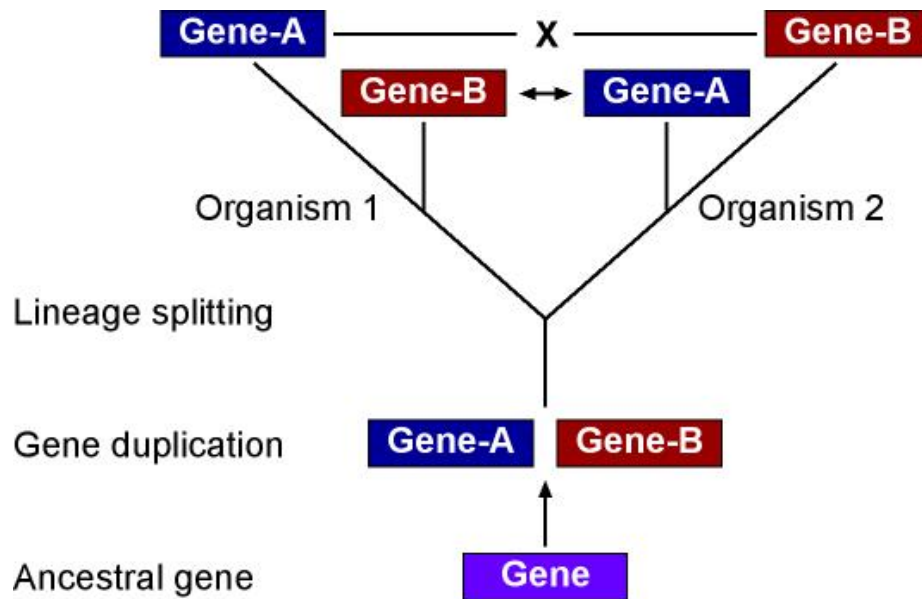 Gene-A X Gene-B
Gene-B Gene-A
Organism 1 Organism 2
Lineage splitting
Gene duplication Gene-A Gene-B
Ancestral gene Gene